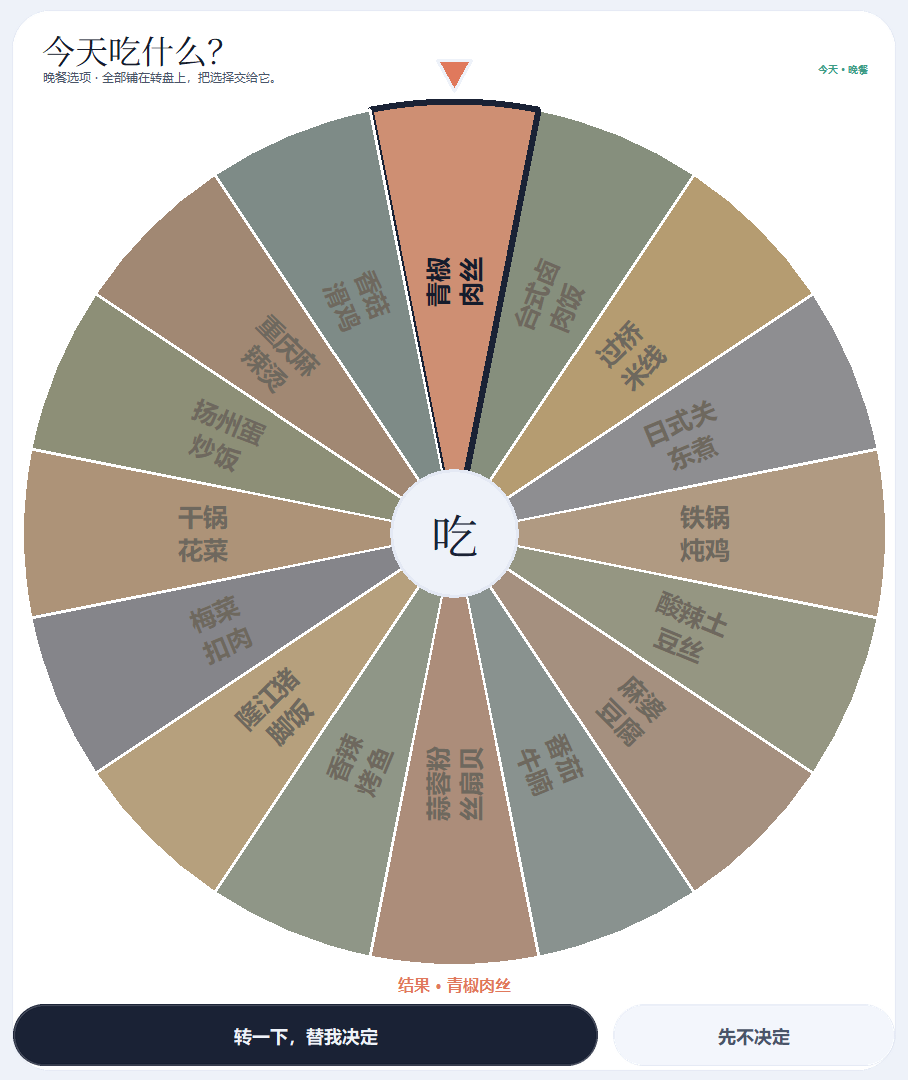 今天吃什么?
晚餐选项 · 全部铺在转盘上，把选择交给它。
今天 • 晚餐
青椒
肉丝
台式卤
肉饭
过桥
米线
日式关
东煮
铁锅
炖鸡
酸辣土
豆丝
麻婆
豆腐
番茄
牛腩
蒜蓉粉
丝扇贝
香辣
烤鱼
隆江猪
脚饭
梅菜
扣肉
干锅
花菜
扬州蛋
炒饭
重庆麻
辣烫
香菇
滑鸡
吃
结果 • 青椒肉丝
转一下，替我决定
先不决定